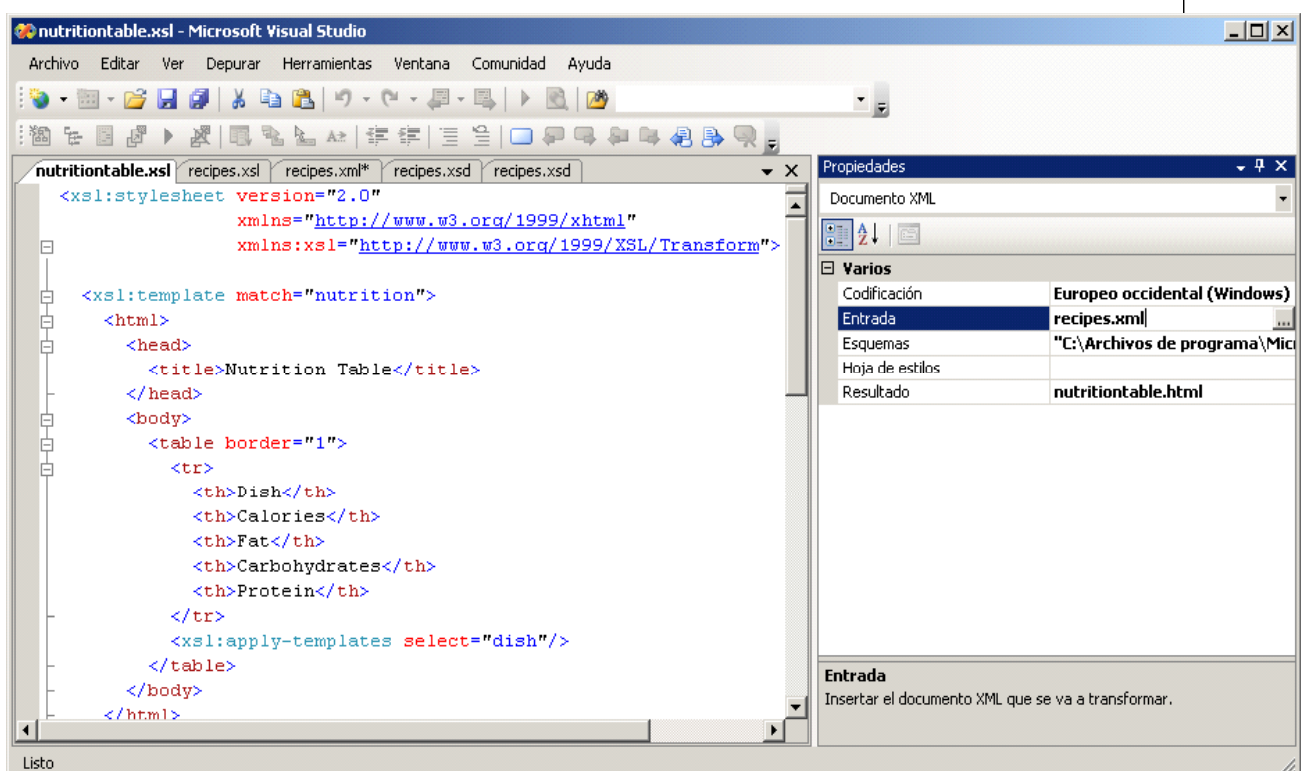 nutritiontable.xsl - Microsoft Visual Studio
Archivo Editar Ver Depurar Herramientas Ventana Comunidad Ayuda
nutritiontable.xsl recipes.xsl recipes.xml* recipes.xsd recipes.xsd
<xsl:stylesheet version="2.0"
xmlns="http://www.w3.org/1999/xhtml"
xmlns:xsl="http://www.w3.org/1999/XSL/Transform">
<xsl:template match="nutrition">
<html>
<head>
<title>Nutrition Table</title>
</head>
<body>
<table border="1">
<tr>
<th>Dish</th>
<th>Calories</th>
<th>Fat</th>
<th>Carbohydrates</th>
<th>Protein</th>
</tr>
<xsl:apply-templates select="dish"/>
</table>
</body>
</html>
Propiedades
Documento XML
Varios
Codificación Europeo occidental (Windows)
Entrada recipes.xml ...
Esquemas "C:\Archivos de programa\Micr
Hoja de estilos
Resultado nutritiontable.html
Entrada
Insertar el documento XML que se va a transformar.
Listo